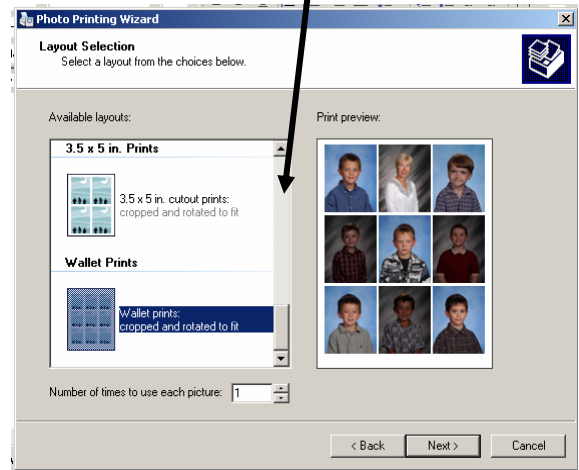 Photo Printing Wizard
Layout Selection
Select a layout from the choices below.
Available layouts:
Print preview:
3.5 x 5 in. Prints
3.5 x 5 in. cutout prints:
cropped and rotated to fit
Wallet Prints
Wallet prints:
cropped and rotated to fit
Number of times to use each picture: 1
< Back
Next >
Cancel